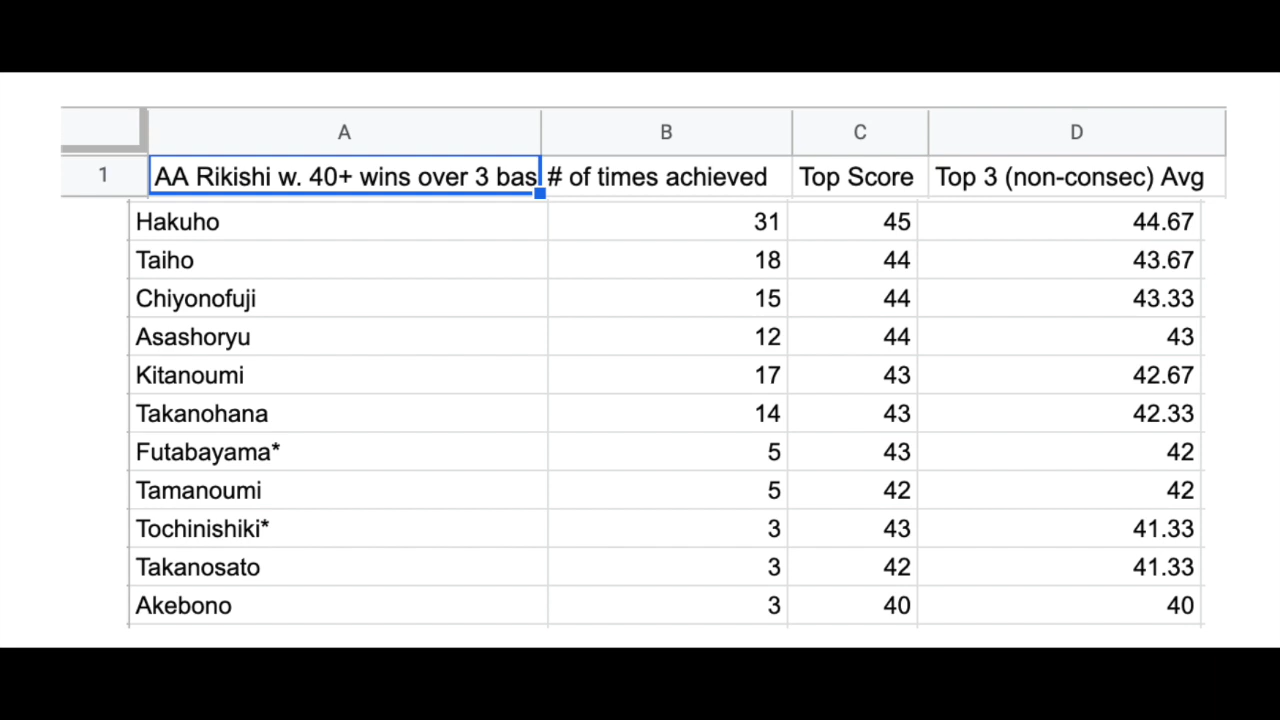 A B C D
1 AA Rikishi w. 40+ wins over 3 bas # of times achieved Top Score Top 3 (non-consec) Avg
Hakuho 31 45 44.67
Taiho 18 44 43.67
Chiyonofuji 15 44 43.33
Asashoryu 12 44 43
Kitanoumi 17 43 42.67
Takanohana 14 43 42.33
Futabayama* 5 43 42
Tamanoumi 5 42 42
Tochinishiki* 3 43 41.33
Takanosato 3 42 41.33
Akebono 3 40 40